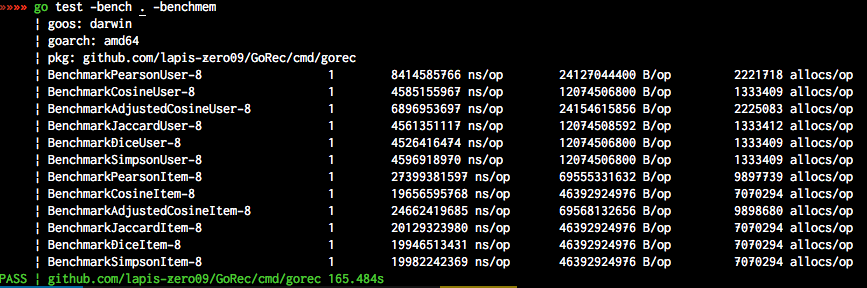 »»»» go test -bench . -benchmem
¦ goos: darwin
¦ goarch: amd64
¦ pkg: github.com/lapis-zero09/GoRec/cmd/gorec
¦ BenchmarkPearsonUser-8 1 8414585766 ns/op 24127044400 B/op 2221718 allocs/op
¦ BenchmarkCosineUser-8 1 4585155967 ns/op 12074506800 B/op 1333409 allocs/op
¦ BenchmarkAdjustedCosineUser-8 1 6896953697 ns/op 24154615856 B/op 2225083 allocs/op
¦ BenchmarkJaccardUser-8 1 4561351117 ns/op 12074508592 B/op 1333412 allocs/op
¦ BenchmarkDiceUser-8 1 4526416474 ns/op 12074506800 B/op 1333409 allocs/op
¦ BenchmarkSimpsonUser-8 1 4596918970 ns/op 12074506800 B/op 1333409 allocs/op
¦ BenchmarkPearsonItem-8 1 27399381597 ns/op 69555331632 B/op 9897739 allocs/op
¦ BenchmarkCosineItem-8 1 19656595768 ns/op 46392924976 B/op 7070294 allocs/op
¦ BenchmarkAdjustedCosineItem-8 1 24662419685 ns/op 69568132656 B/op 9898680 allocs/op
¦ BenchmarkJaccardItem-8 1 20129323980 ns/op 46392924976 B/op 7070294 allocs/op
¦ BenchmarkDiceItem-8 1 19946513431 ns/op 46392924976 B/op 7070294 allocs/op
¦ BenchmarkSimpsonItem-8 1 19982242369 ns/op 46392924976 B/op 7070294 allocs/op
PASS ¦ github.com/lapis-zero09/GoRec/cmd/gorec 165.484s